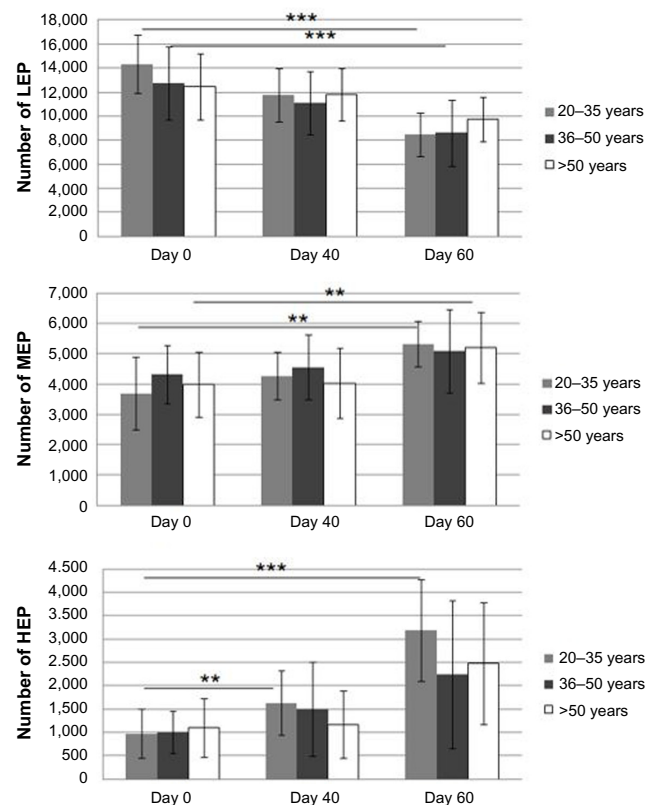 Number of LEP
18,000
16,000
14,000
12,000
10,000
8,000
6,000
4,000
2,000
0
***
***
Day 0
Day 40
Day 60
20–35 years
36–50 years
>50 years
Number of MEP
7,000
6,000
5,000
4,000
3,000
2,000
1,000
0
**
**
Day 0
Day 40
Day 60
20–35 years
36–50 years
>50 years
Number of HEP
4.500
4,000
3.500
3,000
2,500
2,000
1,500
1,000
500
0
***
**
Day 0
Day 40
Day 60
20–35 years
36–50 years
>50 years